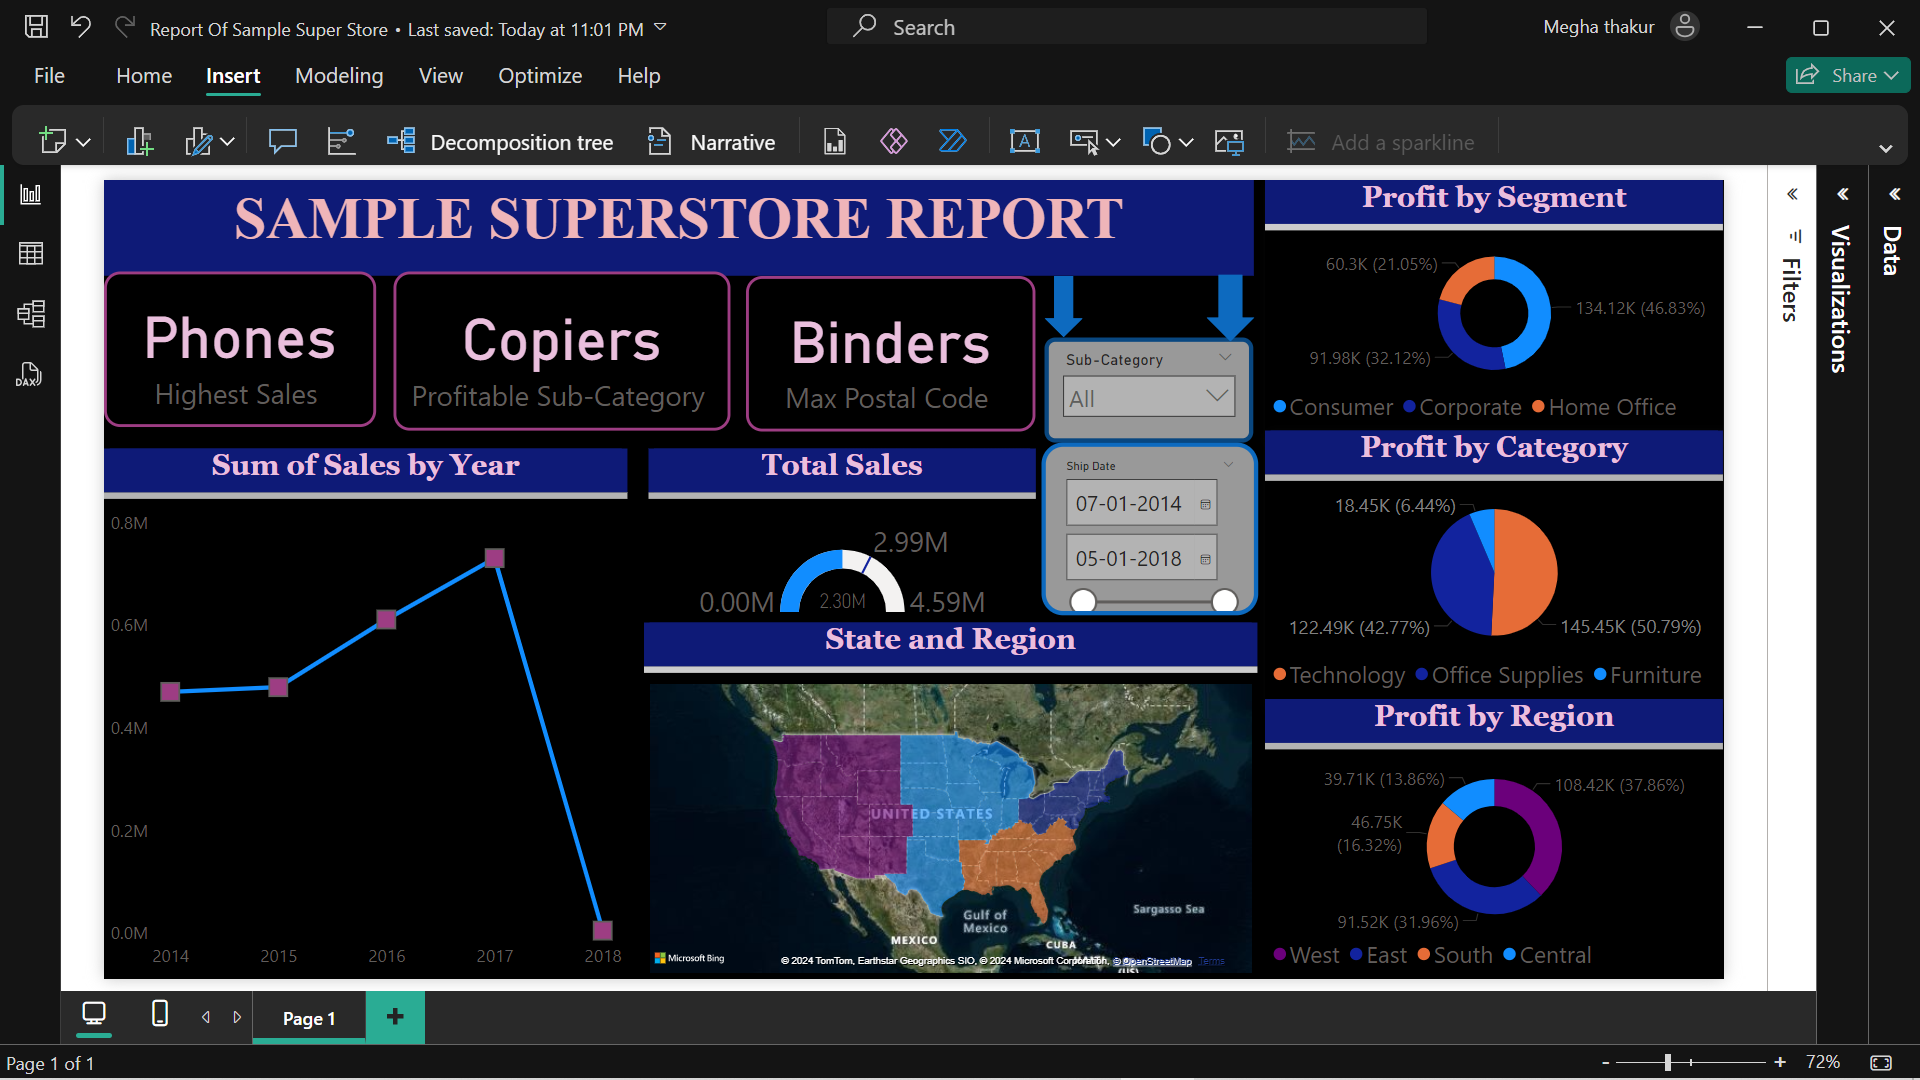 Report Of Sample Super Store • Last saved: Today at 11:01 PM
Search
Megha thakur
File Home Insert Modeling View Optimize Help
Share
Decomposition tree
Narrative
Add a sparkline
SAMPLE SUPERSTORE REPORT
Phones
Highest Sales
Copiers
Profitable Sub-Category
Binders
Max Postal Code
Sub-Category
All
Ship Date
07-01-2014
05-01-2018
Sum of Sales by Year
0.8M
0.6M
0.4M
0.2M
0.0M
2014 2015 2016 2017 2018
Total Sales
2.99M
0.00M 2.30M 4.59M
State and Region
UNITED STATES
Gulf of
Mexico
Sargasso Sea
MEXICO
CUBA
Microsoft Bing
© 2024 TomTom, Earthstar Geographics SIO, © 2024 Microsoft Corporation, © OpenStreetMap Terms
Profit by Segment
60.3K (21.05%)
134.12K (46.83%)
91.98K (32.12%)
Consumer Corporate Home Office
Profit by Category
18.45K (6.44%)
122.49K (42.77%)
145.45K (50.79%)
Technology Office Supplies Furniture
Profit by Region
39.71K (13.86%)
108.42K (37.86%)
46.75K
(16.32%)
91.52K (31.96%)
West East South Central
Filters
Visualizations
Data
DAX
Page 1
Page 1 of 1
72%